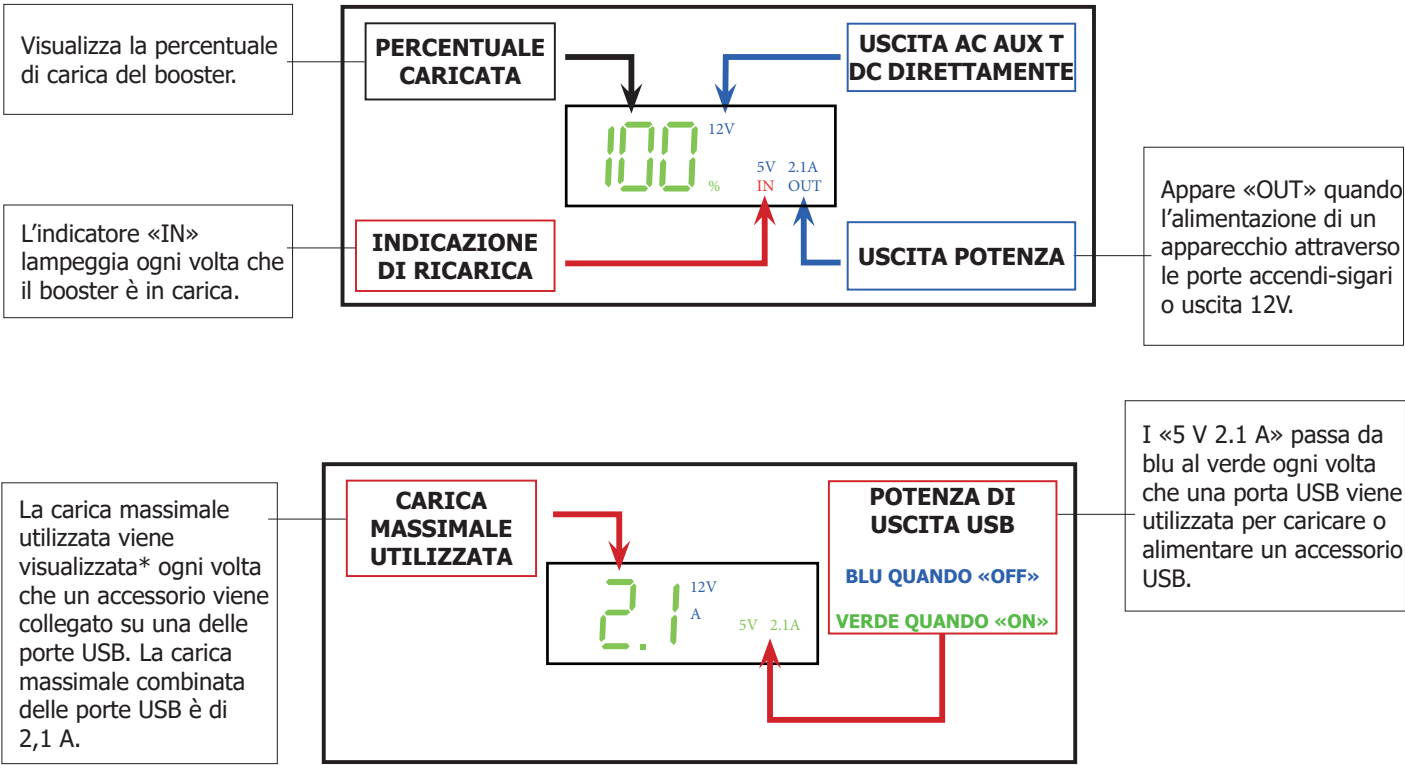 Visualizza la percentuale
di carica del booster.
PERCENTUALE
CARICATA
USCITA AC AUX T
DC DIRETTAMENTE
100
%
12V
5V 2.1A
IN OUT
L'indicatore «IN»
lampeggia ogni volta che
il booster è in carica.
INDICAZIONE
DI RICARICA
USCITA POTENZA
Appare «OUT» quando
l'alimentazione di un
apparecchio attraverso
le porte accendi-sigari
o uscita 12V.
La carica massimale
utilizzata viene
visualizzata* ogni volta
che un accessorio viene
collegato su una delle
porte USB. La carica
massimale combinata
delle porte USB è di
2,1 A.
CARICA
MASSIMALE
UTILIZZATA
2.1
12V
A
5V 2.1A
POTENZA DI
USCITA USB
BLU QUANDO «OFF»
VERDE QUANDO «ON»
I «5 V 2.1 A» passa da
blu al verde ogni volta
che una porta USB viene
utilizzata per caricare o
alimentare un accessorio
USB.